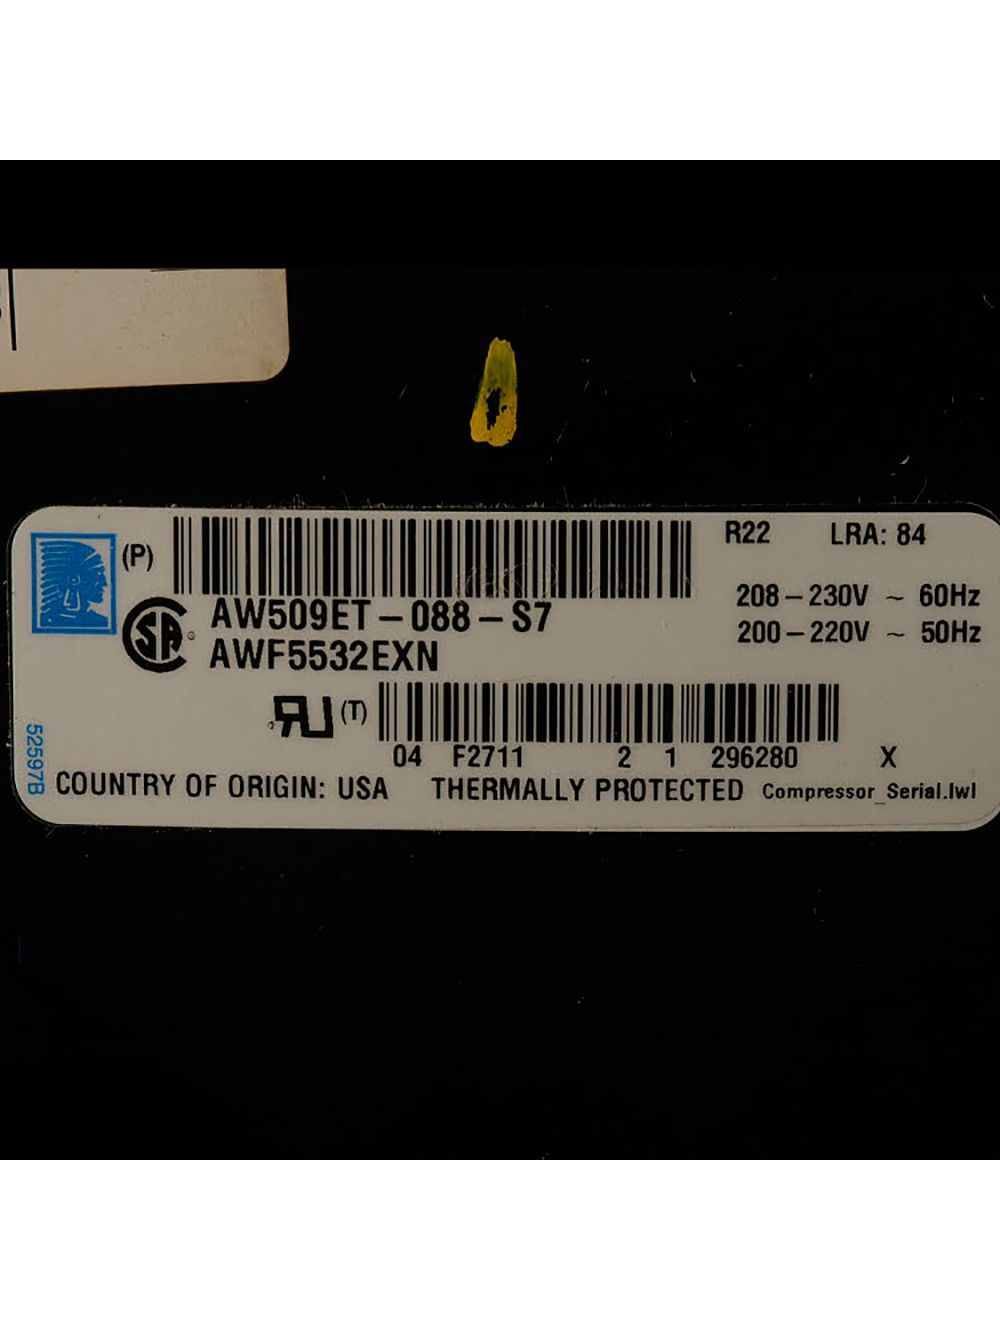 (P)
R22 LRA: 84
AW509ET-088-S7
208-230V ~ 60Hz
AWF5532EXN
200-220V ~ 50Hz
(T)
04 F2711 2 1 296280 X
52597B
COUNTRY OF ORIGIN: USA THERMALLY PROTECTED Compressor_Serial.lwl